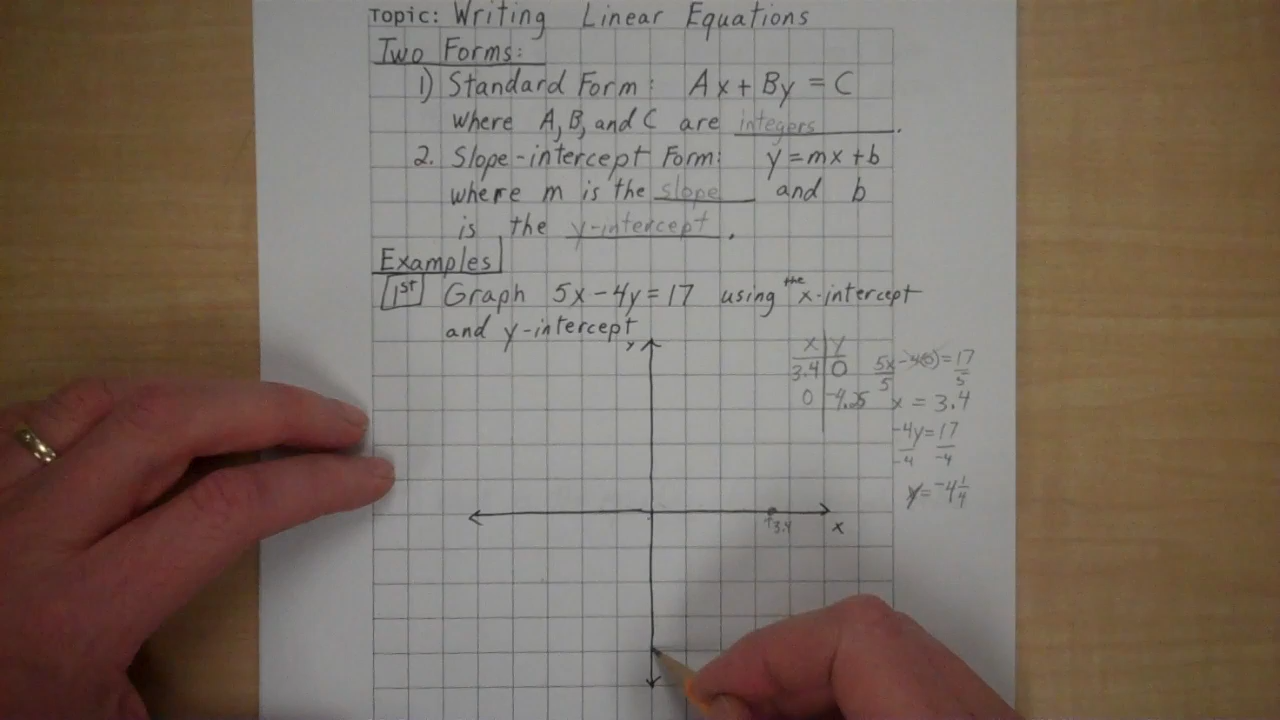 Topic: Writing Linear Equations
Two Forms:
1) Standard Form: Ax + By = C
where A, B, and C are integers.
2. Slope-intercept Form: y = mx + b
where m is the slope and b
is the y-intercept.
Examples
1st Graph 5x - 4y = 17 using the x-intercept
and y-intercept
y
x y
3.4 0
0 -4.25
5x - 4(0) = 17
5 5
x = 3.4
-4y = 17
-4 -4
y = -4 1/4
3.4
x